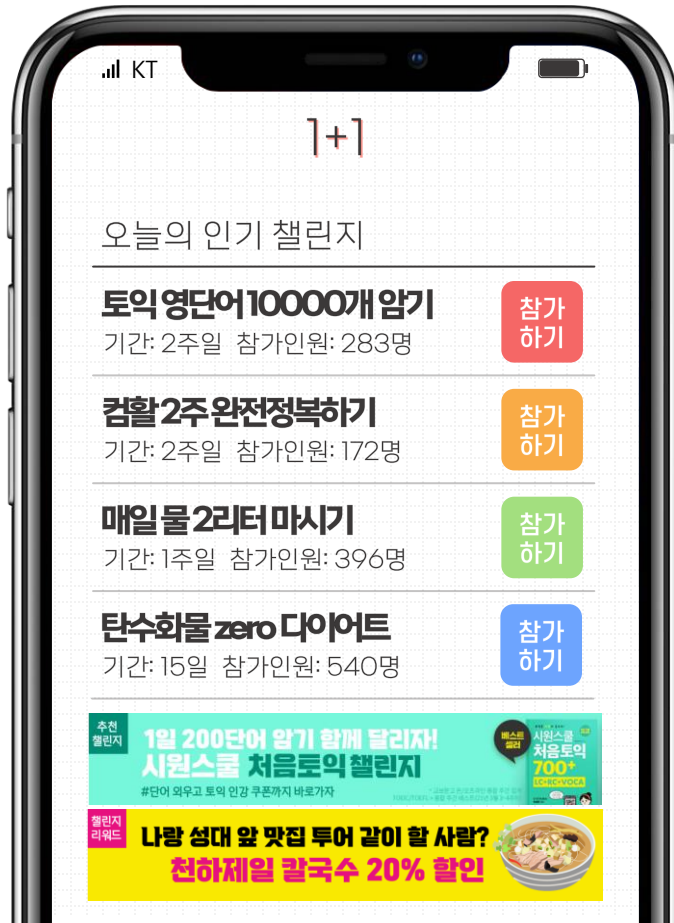 KT
1+1
오늘의 인기 챌린지
토익 영단어 10000개 암기
기간: 2주일 참가인원: 283명
참가
하기
컴활 2주 완전정복하기
기간: 2주일 참가인원: 172명
참가
하기
매일 물 2리터 마시기
기간: 1주일 참가인원: 396명
참가
하기
탄수화물 zero 다이어트
기간: 15일 참가인원: 540명
참가
하기
추천
챌린지
1일 200단어 암기 함께 달리자!
시원스쿨 처음토익 챌린지
#단어 외우고 토익 인강 쿠폰까지 바로가자
베스트
셀러
시원스쿨
처음토익
700+
LC+RC+VOCA
챌린지
리워드
나랑 성대 앞 맛집 투어 같이 할 사람?
천하제일 칼국수 20% 할인